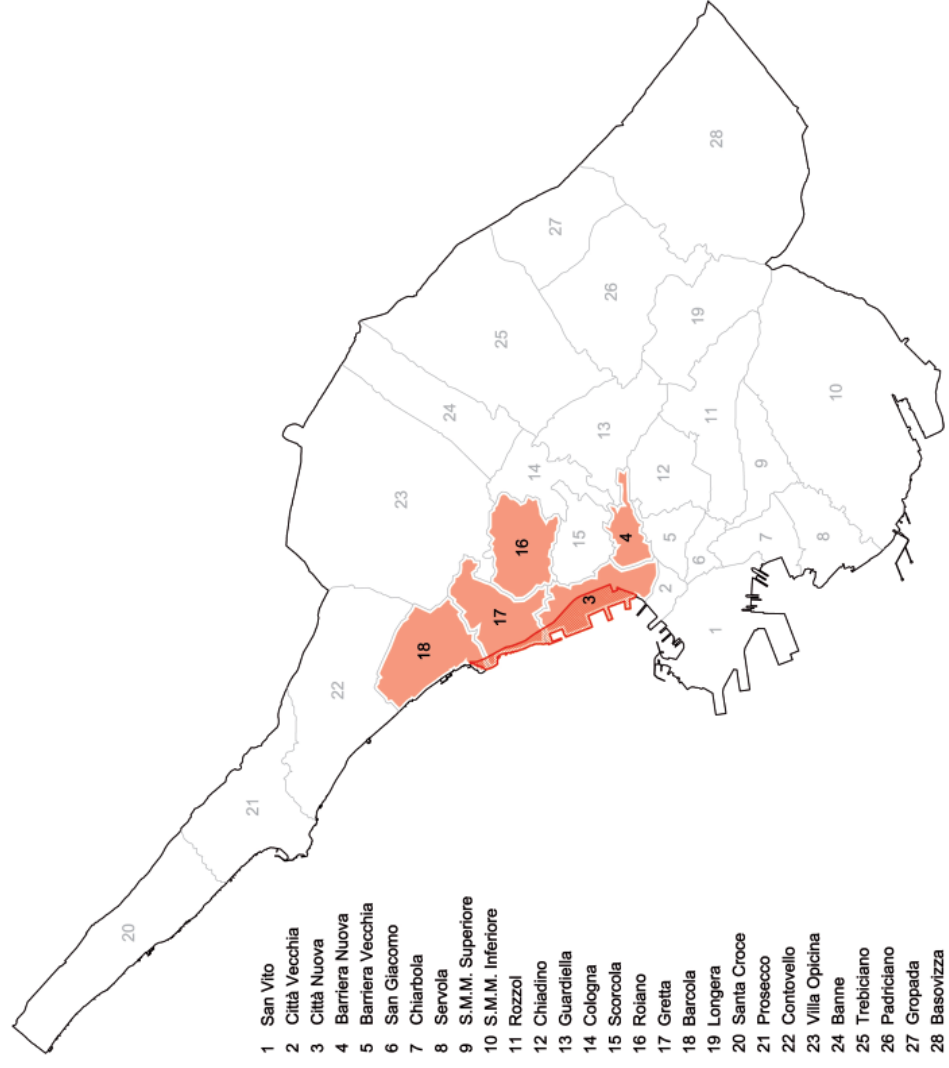 1 San Vito
2 Città Vecchia
3 Città Nuova
4 Barriera Nuova
5 Barriera Vecchia
6 San Giacomo
7 Chiarbola
8 Servola
9 S.M.M. Superiore
10 S.M.M. Inferiore
11 Rozzol
12 Chiadino
13 Guardiella
14 Cologna
15 Scorcola
16 Roiano
17 Gretta
18 Barcola
19 Longera
20 Santa Croce
21 Prosecco
22 Contovello
23 Villa Opicina
24 Banne
25 Trebiciano
26 Padriciano
27 Gropada
28 Basovizza
20
21
22
18
17
3
1
2
6
7
8
5
4
15
16
23
14
12
9
10
11
13
24
25
19
26
27
28